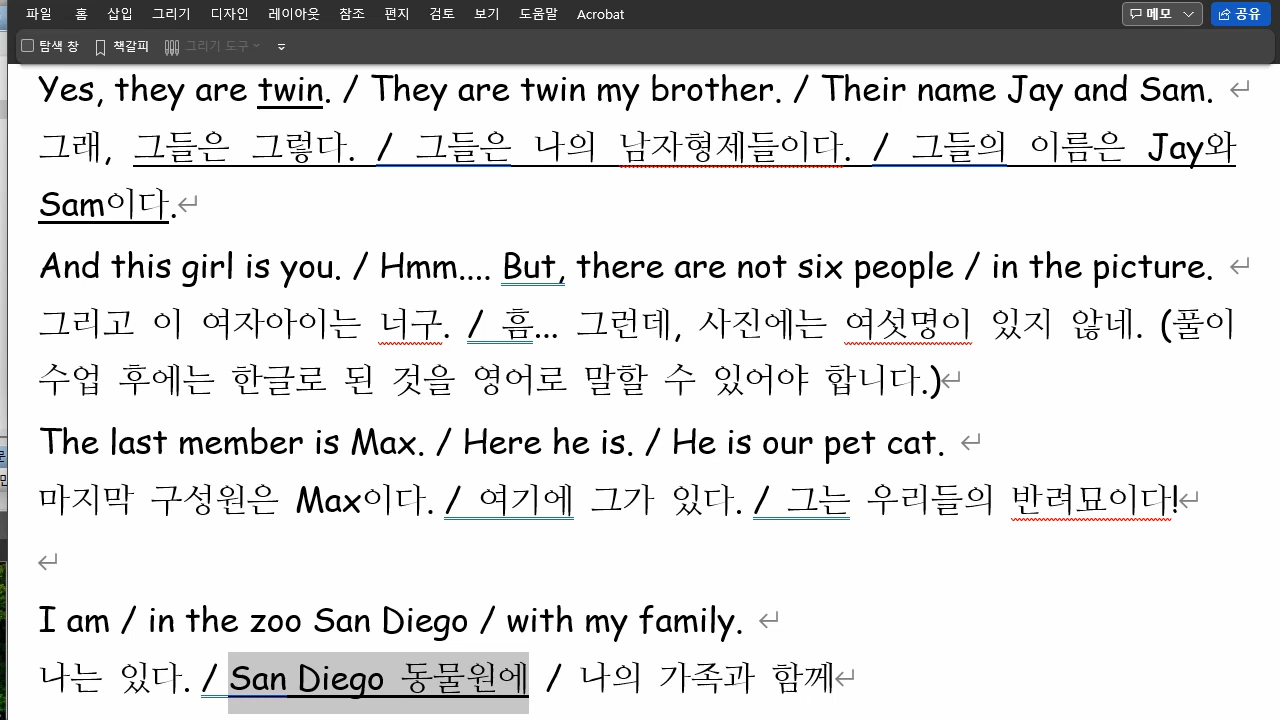 파일 홈 삽입 그리기 디자인 레이아웃 참조 편지 검토 보기 도움말 Acrobat 메모 공유
탐색 창 책갈피 그리기 도구
Yes, they are twin. / They are twin my brother. / Their name Jay and Sam.
그래, 그들은 그렇다. / 그들은 나의 남자형제들이다. / 그들의 이름은 Jay와
Sam이다.
And this girl is you. / Hmm.... But, there are not six people / in the picture.
그리고 이 여자아이는 너구. / 흠... 그런데, 사진에는 여섯명이 있지 않네. (풀이
수업 후에는 한글로 된 것을 영어로 말할 수 있어야 합니다.)
The last member is Max. / Here he is. / He is our pet cat.
마지막 구성원은 Max이다. / 여기에 그가 있다. / 그는 우리들의 반려묘이다!
I am / in the zoo San Diego / with my family.
나는 있다. / San Diego 동물원에 / 나의 가족과 함께